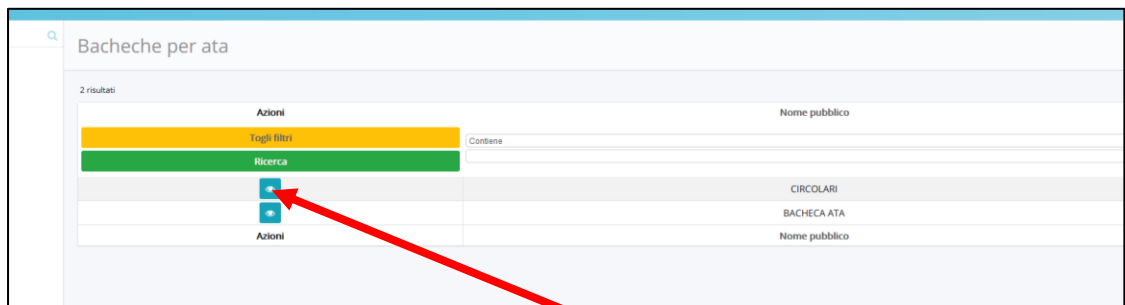 Bacheche per ata
2 risultati
Azioni Nome pubblico
Togli filtri Contiene
Ricerca
CIRCOLARI
BACHECA ATA
Azioni Nome pubblico